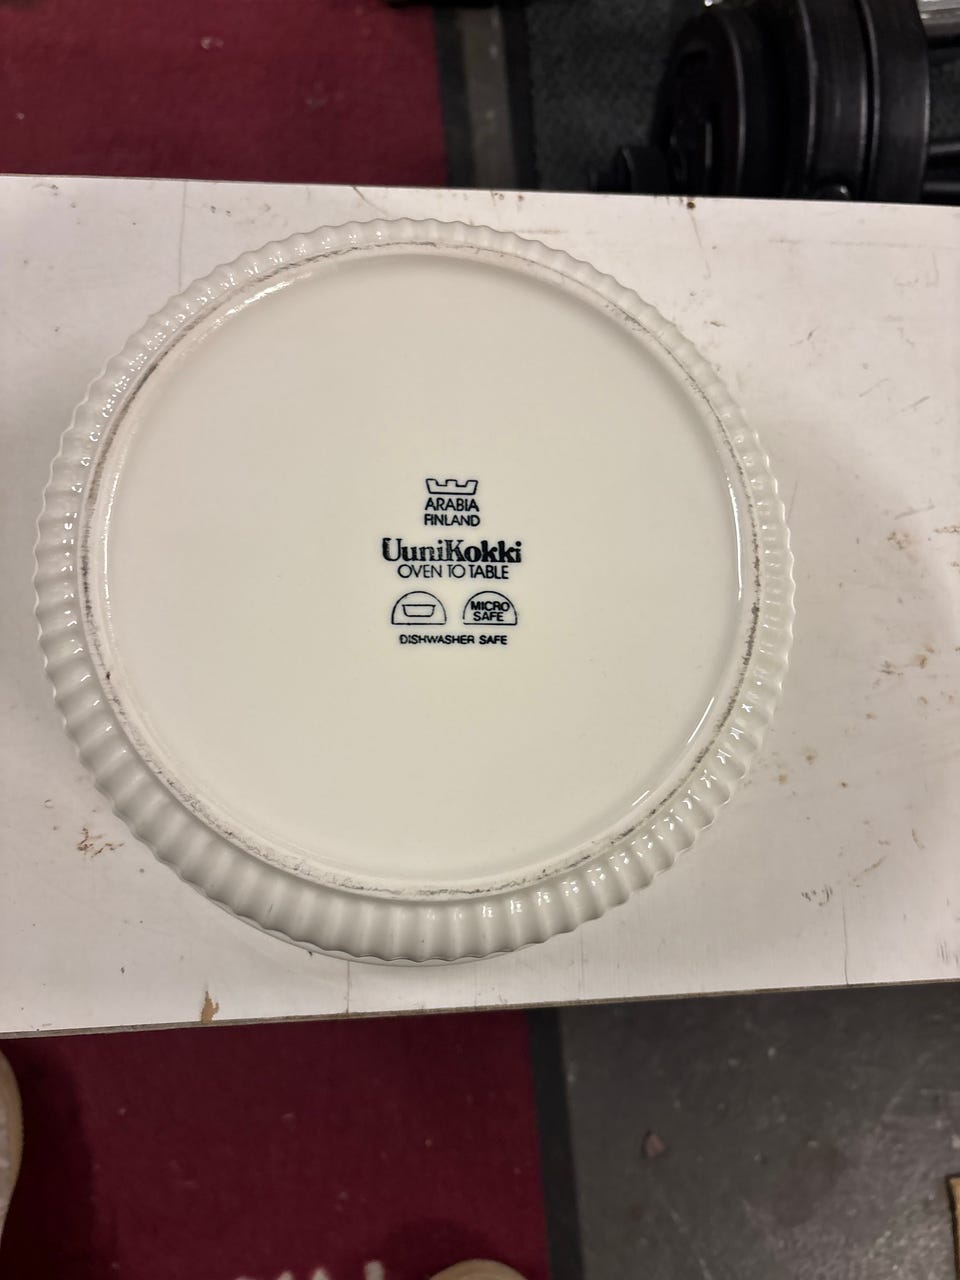 ARABIA
FINLAND
UuniKokki
OVEN TO TABLE
MICRO
SAFE
DISHWASHER SAFE